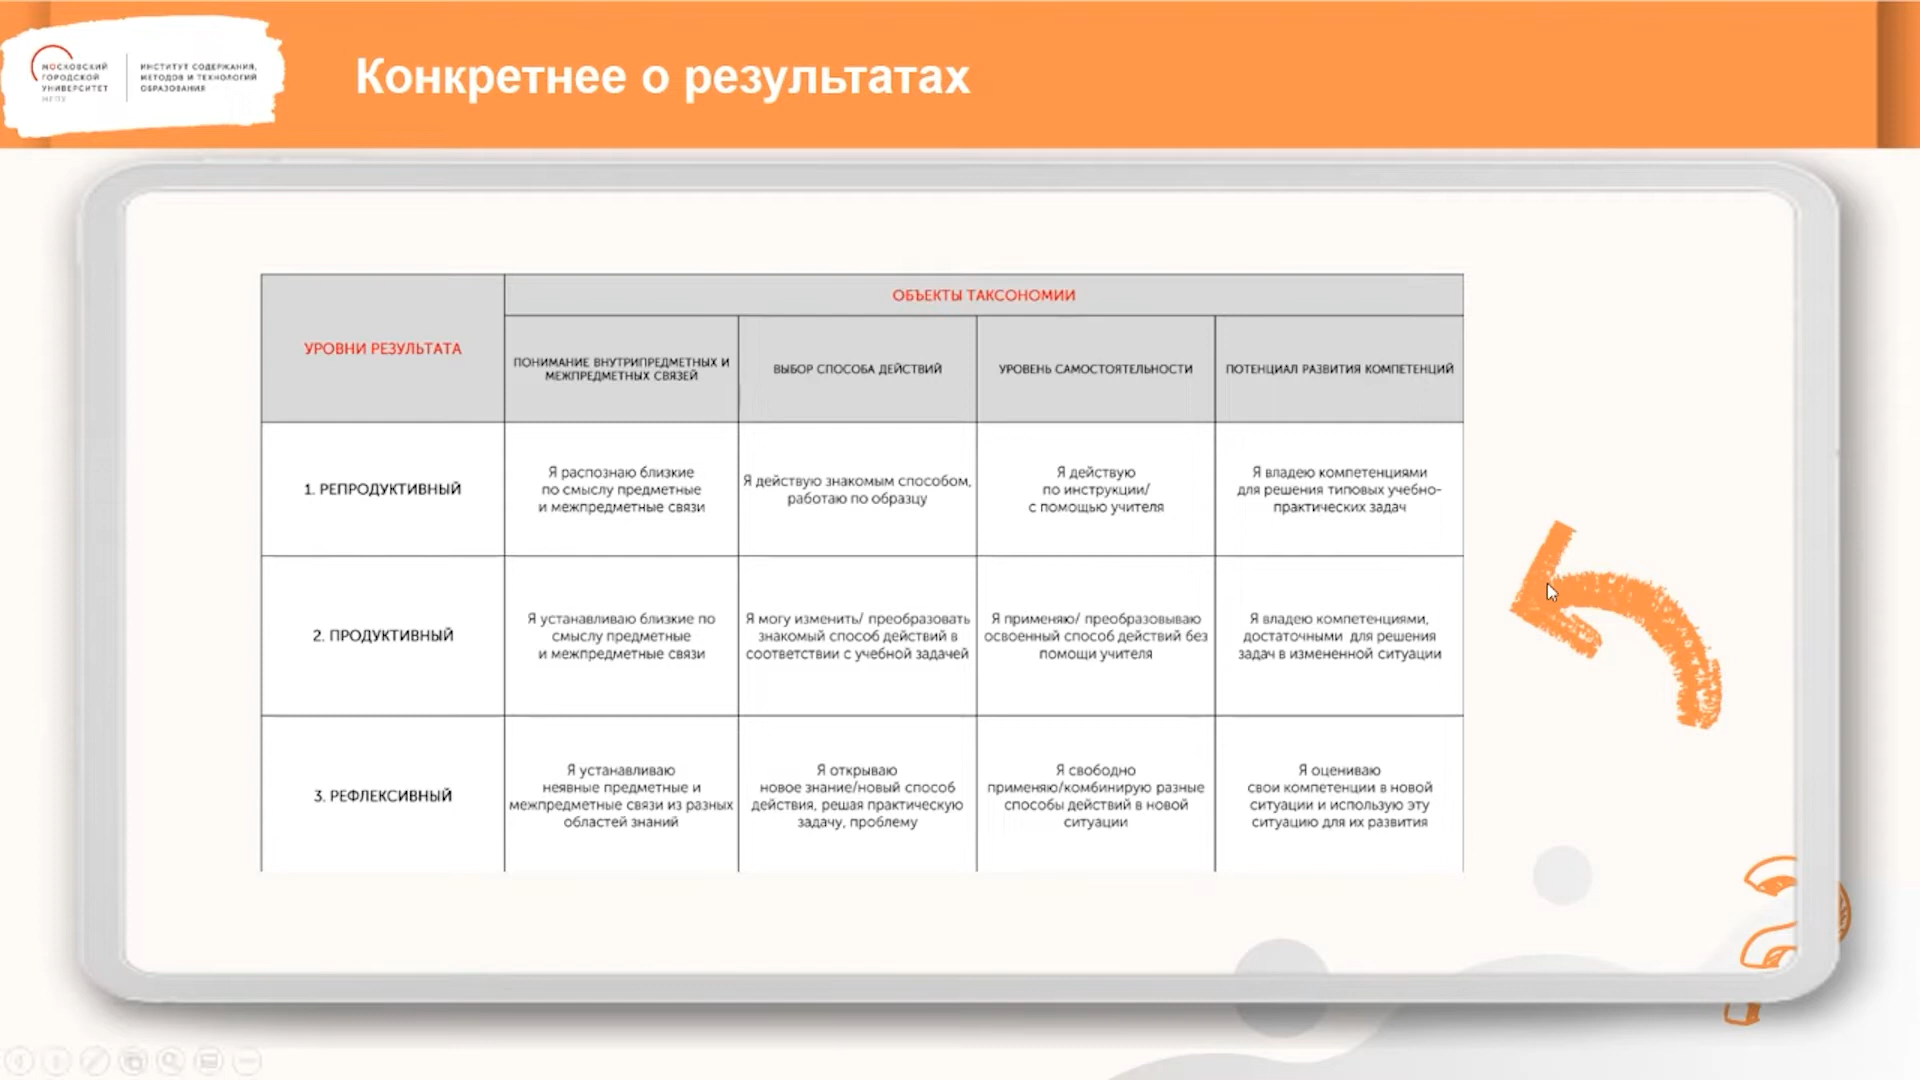 МОСКОВСКИЙ
ГОРОДСКОЙ
УНИВЕРСИТЕТ
МГПУ
ИНСТИТУТ СОДЕРЖАНИЯ,
МЕТОДОВ И ТЕХНОЛОГИЙ
ОБРАЗОВАНИЯ
Конкретнее о результатах
УРОВНИ РЕЗУЛЬТАТА
ОБЪЕКТЫ ТАКСОНОМИИ
ПОНИМАНИЕ ВНУТРИПРЕДМЕТНЫХ И
МЕЖПРЕДМЕТНЫХ СВЯЗЕЙ
ВЫБОР СПОСОБА ДЕЙСТВИЙ
УРОВЕНЬ САМОСТОЯТЕЛЬНОСТИ
ПОТЕНЦИАЛ РАЗВИТИЯ КОМПЕТЕНЦИЙ
1. РЕПРОДУКТИВНЫЙ
Я распознаю близкие
по смыслу предметные
и межпредметные связи
Я действую знакомым способом,
работаю по образцу
Я действую
по инструкции/
с помощью учителя
Я владею компетенциями
для решения типовых учебно-
практических задач
2. ПРОДУКТИВНЫЙ
Я устанавливаю близкие по
смыслу предметные
и межпредметные связи
Я могу изменить/ преобразовать
знакомый способ действий в
соответствии с учебной задачей
Я применяю/ преобразовываю
освоенный способ действий без
помощи учителя
Я владею компетенциями,
достаточными для решения
задач в измененной ситуации
3. РЕФЛЕКСИВНЫЙ
Я устанавливаю
неявные предметные и
межпредметные связи из разных
областей знаний
Я открываю
новое знание/новый способ
действия, решая практическую
задачу, проблему
Я свободно
применяю/комбинирую разные
способы действий в новой
ситуации
Я оцениваю
свои компетенции в новой
ситуации и использую эту
ситуацию для их развития